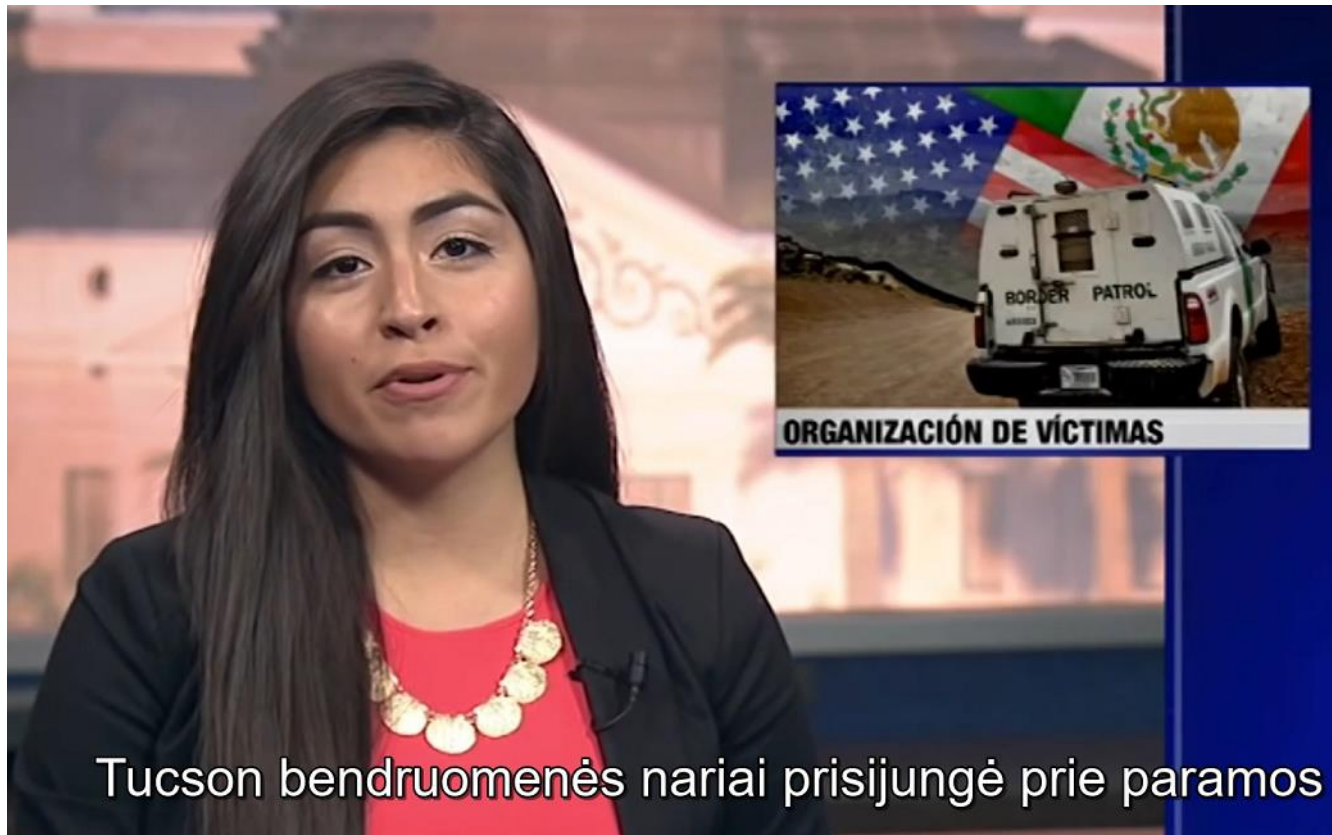 BORDER PATROL
ORGANIZACIÓN DE VÍCTIMAS
Tucson bendruomenės nariai prisijungė prie paramos